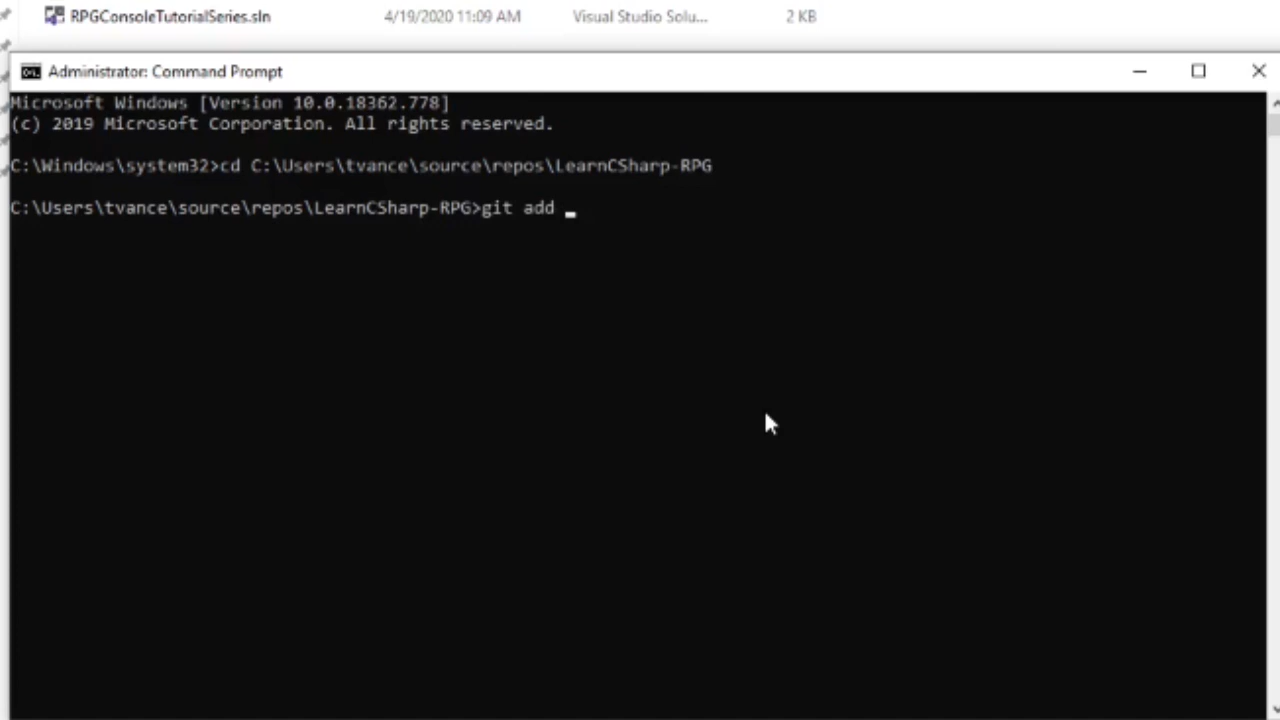 RPGConsoleTutorialSeries.sln 4/19/2020 11:09 AM Visual Studio Solu... 2 KB
Administrator: Command Prompt
Microsoft Windows [Version 10.0.18362.778]
(c) 2019 Microsoft Corporation. All rights reserved.
C:\Windows\system32>cd C:\Users\tvance\source\repos\LearnCSharp-RPG
C:\Users\tvance\source\repos\LearnCSharp-RPG>git add